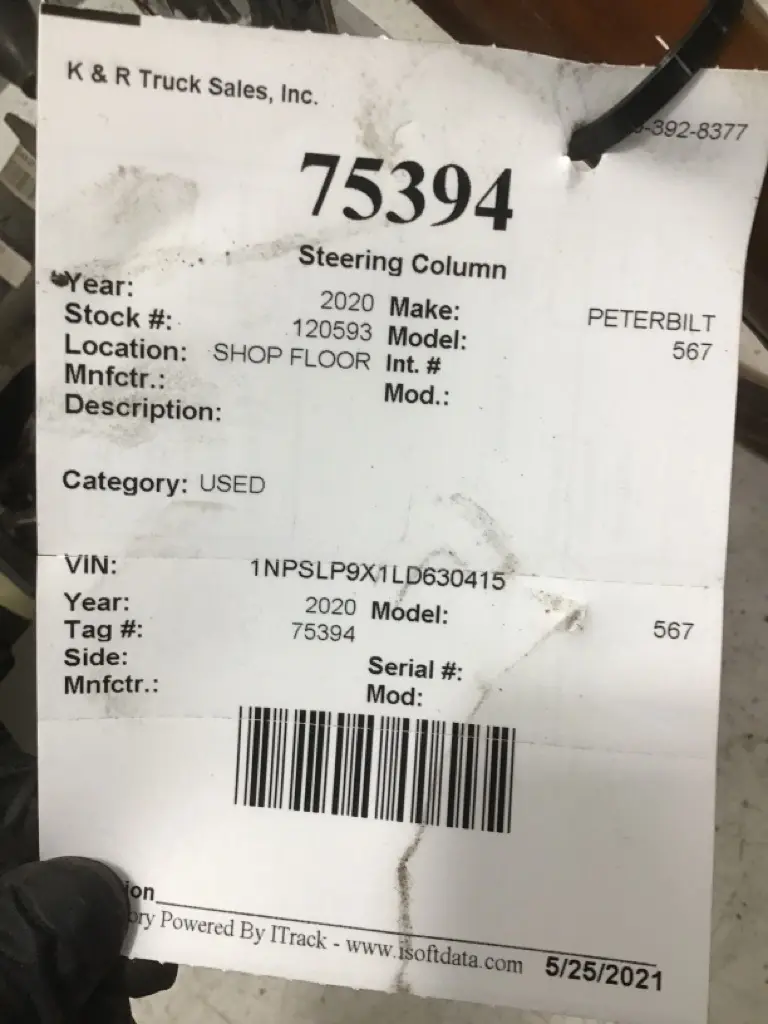 K & R Truck Sales, Inc.
-392-8377
75394
Steering Column
Year: 2020 Make: PETERBILT
Stock #: 120593 Model: 567
Location: SHOP FLOOR Int. #
Mnfctr.: Mod.:
Description:
Category: USED
VIN: 1NPSLP9X1LD630415
Year: 2020 Model: 567
Tag #: 75394
Side: Serial #:
Mnfctr.: Mod:
Powered By ITrack - www.isoftdata.com 5/25/2021